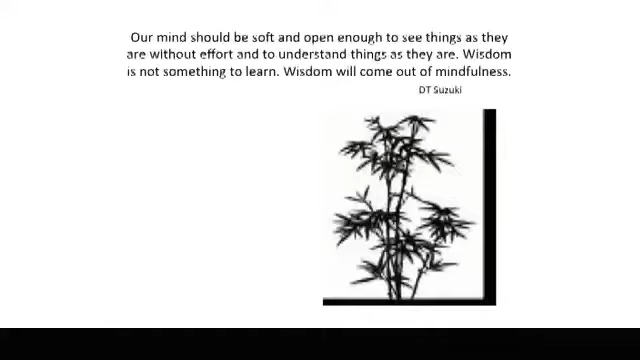 Our mind should be soft and open enough to see things as they
are without effort and to understand things as they are. Wisdom
is not something to learn. Wisdom will come out of mindfulness.
DT Suzuki